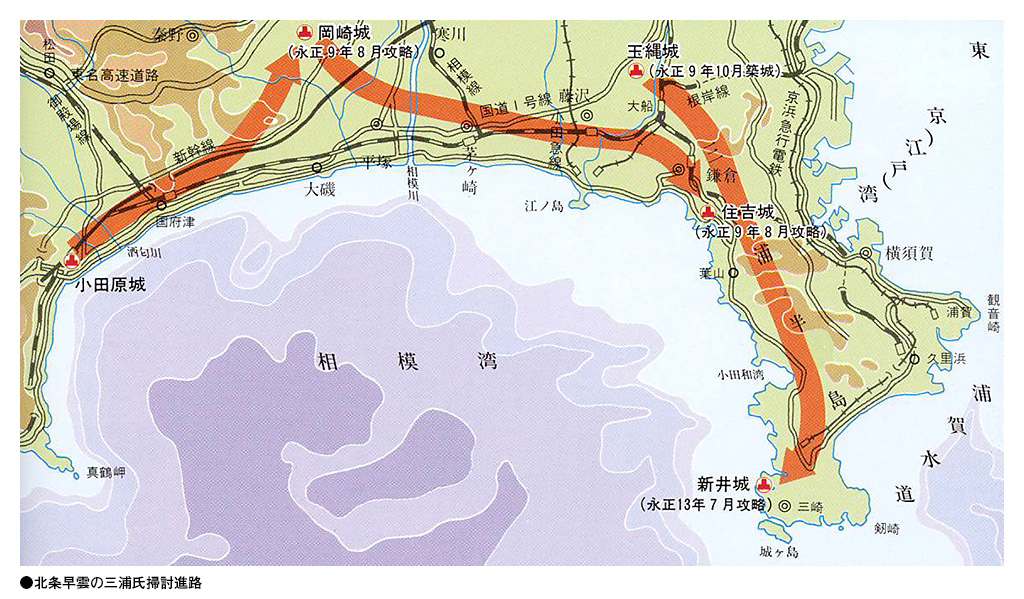 秦野
岡崎城
(永正９年８月攻略)
寒川
玉縄城
(永正９年10月築城)
東京(江戸)湾
松田
東名高速道路
御殿場線
相模線
国道１号線
藤沢
大船
根岸線
京浜急行電鉄
新幹線
小田急線
平塚
茅ヶ崎
鎌倉
大磯
相模川
江ノ島
住吉城
(永正９年８月攻略)
国府津
酒匂川
小田原城
葉山
横須賀
三浦半島
浦賀
観音崎
久里浜
相模湾
小田和湾
浦賀水道
真鶴岬
新井城
(永正13年７月攻略)
三崎
剱崎
城ヶ島
●北条早雲の三浦氏掃討進路